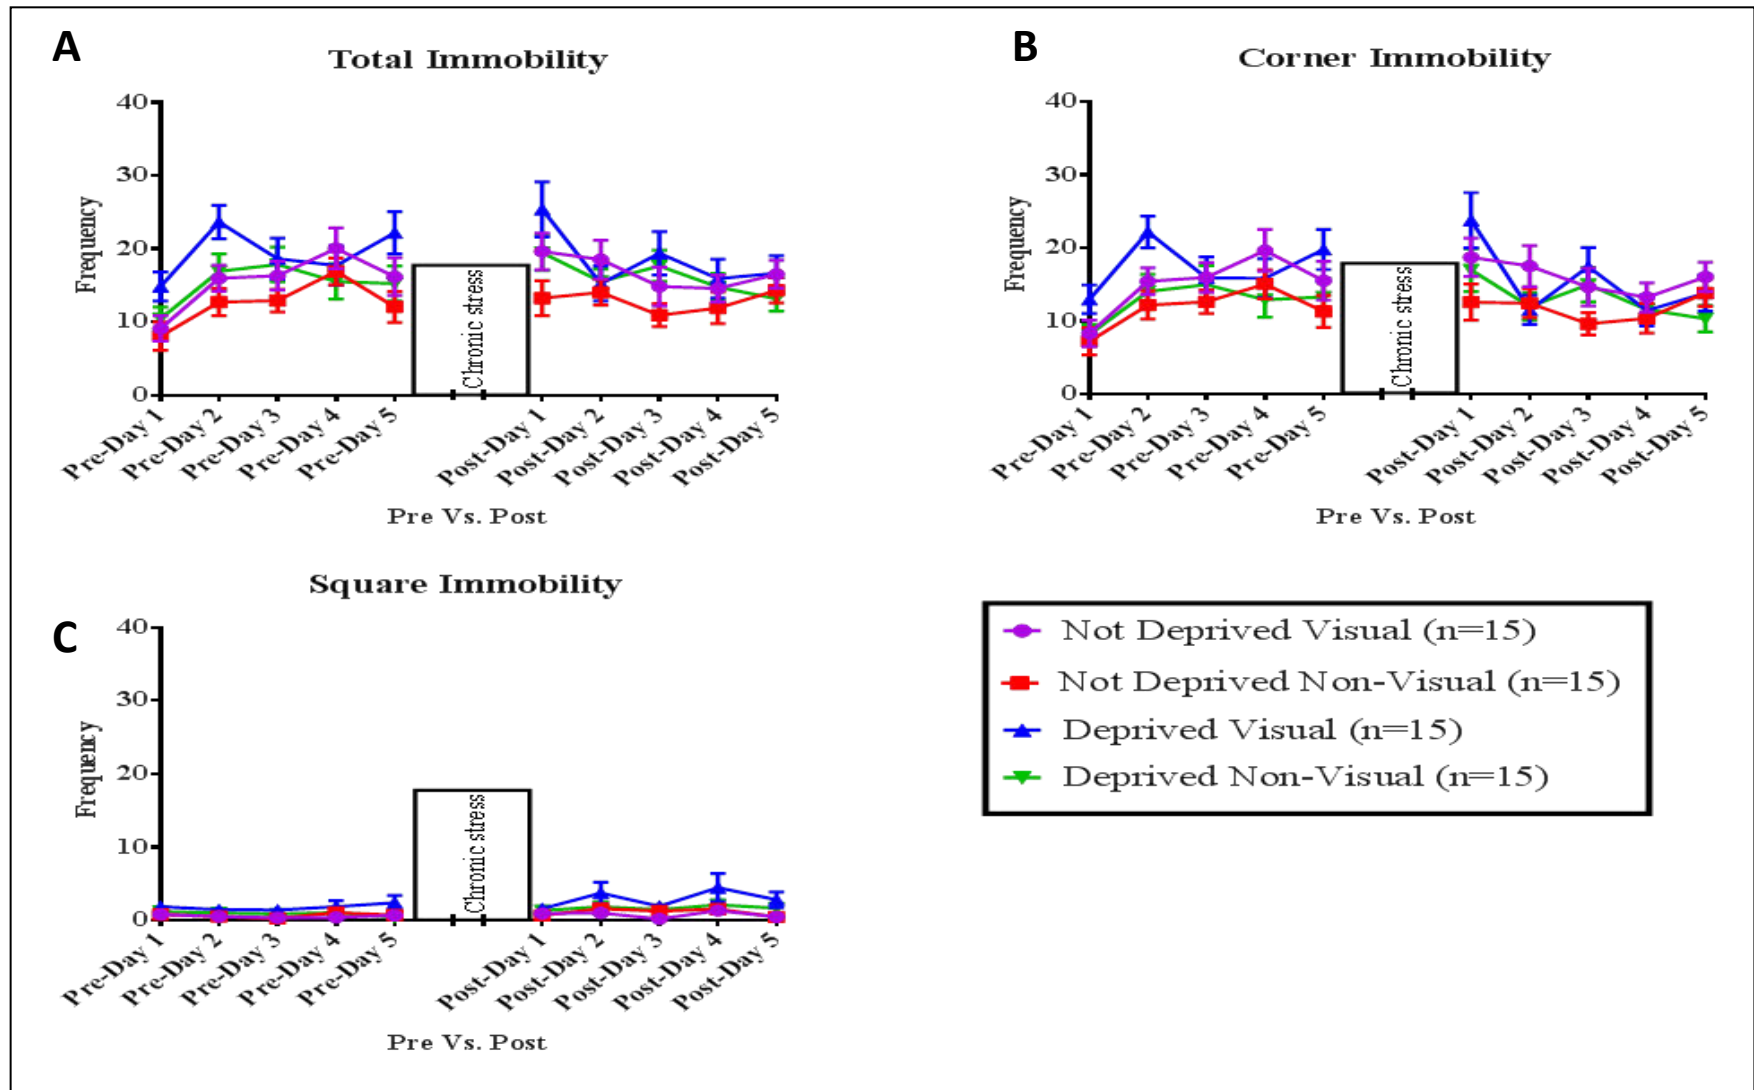 A
Total Immobility
40
30
20
10
0
Frequency
Chronic stress
Pre-Day 1
Pre-Day 2
Pre-Day 3
Pre-Day 4
Pre-Day 5
Post-Day 1
Post-Day 2
Post-Day 3
Post-Day 4
Post-Day 5
Pre Vs. Post
B
Corner Immobility
40
30
20
10
0
Frequency
Chronic stress
Pre-Day 1
Pre-Day 2
Pre-Day 3
Pre-Day 4
Pre-Day 5
Post-Day 1
Post-Day 2
Post-Day 3
Post-Day 4
Post-Day 5
Pre Vs. Post
Square Immobility
C
40
30
20
10
0
Frequency
Chronic stress
Pre-Day 1
Pre-Day 2
Pre-Day 3
Pre-Day 4
Pre-Day 5
Post-Day 1
Post-Day 2
Post-Day 3
Post-Day 4
Post-Day 5
Pre Vs. Post
Not Deprived Visual (n=15)
Not Deprived Non-Visual (n=15)
Deprived Visual (n=15)
Deprived Non-Visual (n=15)